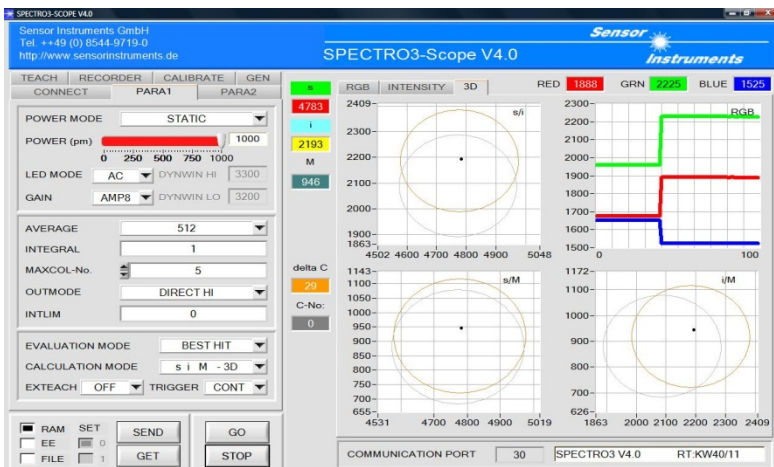 SPECTRO3-SCOPE V4.0
Sensor Instruments GmbH
Tel. ++49 (0) 8544-9719-0
http://www.sensorinstruments.de
SPECTRO3-Scope V4.0
Sensor
Instruments
TEACH RECORDER CALIBRATE GEN
CONNECT PARA1 PARA2
POWER MODE STATIC
POWER (pm) 1000
0 250 500 750 1000
LED MODE AC DYNWIN HI 3300
GAIN AMP8 DYNWIN LO 3200
AVERAGE 512
INTEGRAL 1
MAXCOL-No. 5
OUTMODE DIRECT HI
INTLIM 0
EVALUATION MODE BEST HIT
CALCULATION MODE s i M - 3D
EXTEACH OFF TRIGGER CONT
RAM SET SEND GO
EE 0
FILE 1 GET STOP
s
4783
i
2193
M
946
delta C
29
C-No:
0
RGB INTENSITY 3D RED 1888 GRN 2225 BLUE 1525
s/i
2409
2300
2200
2100
2000
1900
1863
4502 4600 4700 4800 4900 5048
RGB
2300
2200
2100
2000
1900
1800
1700
1600
1500
0 100
s/M
1143
1100
1050
1000
950
900
850
800
750
700
655
4531 4700 4800 4900 5019
i/M
1172
1100
1000
900
800
700
626
1863 2000 2100 2200 2300 2409
COMMUNICATION PORT 30 SPECTRO3 V4.0 RT:KW40/11